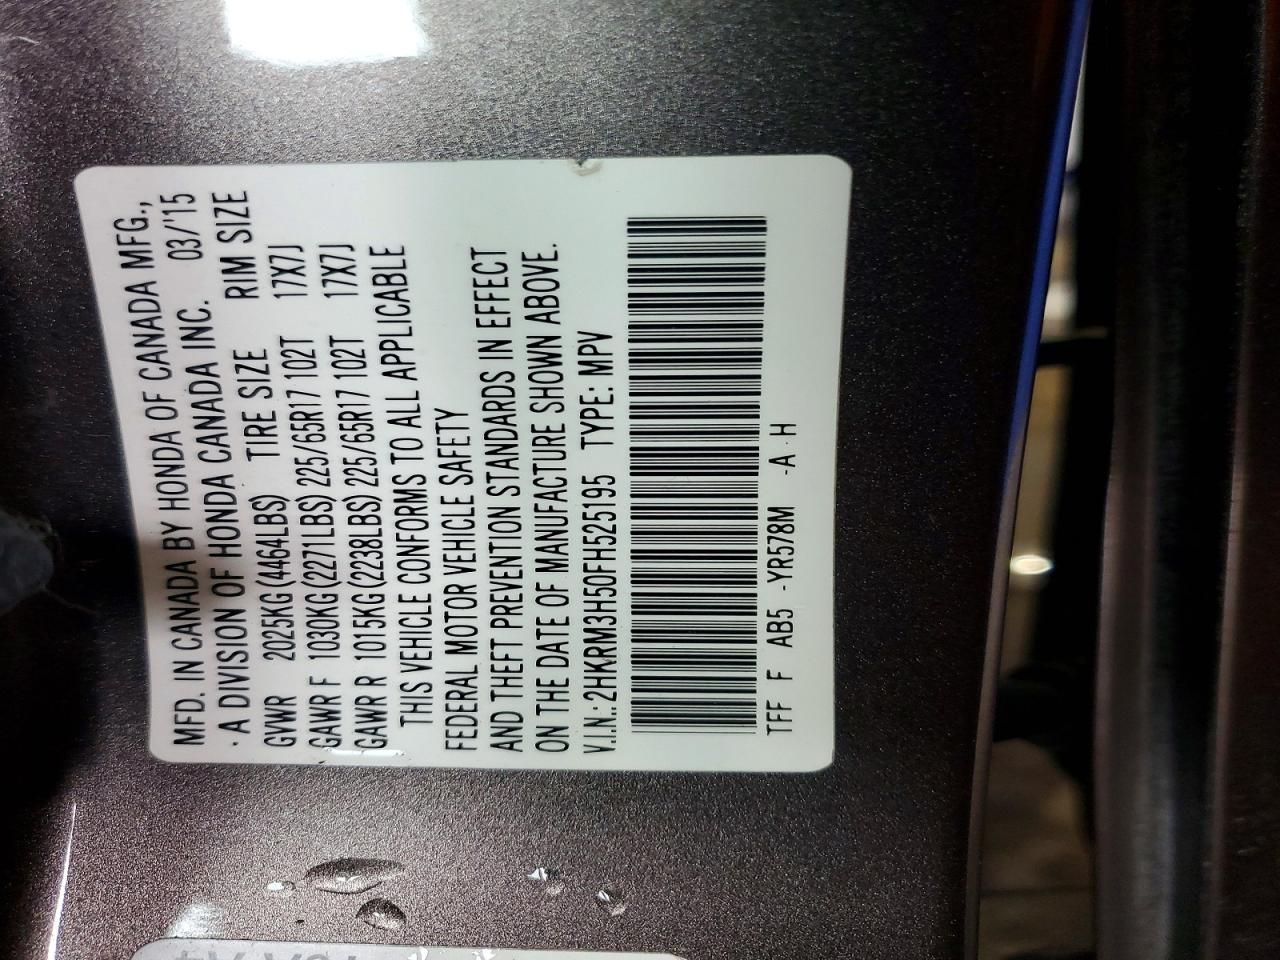 MFD. IN CANADA BY HONDA OF CANADA MFG.,
A DIVISION OF HONDA CANADA INC. 03/'15
GVWR 2025KG(4464LBS) TIRE SIZE RIM SIZE
GAWR F 1030KG(2271LBS) 225/65R17 102T 17X7J
GAWR R 1015KG(2238LBS) 225/65R17 102T 17X7J
THIS VEHICLE CONFORMS TO ALL APPLICABLE
FEDERAL MOTOR VEHICLE SAFETY
AND THEFT PREVENTION STANDARDS IN EFFECT
ON THE DATE OF MANUFACTURE SHOWN ABOVE.
V.I.N.: 2HKRM3H50FH525195 TYPE: MPV
TFF F AB5 -YR578M -A- H